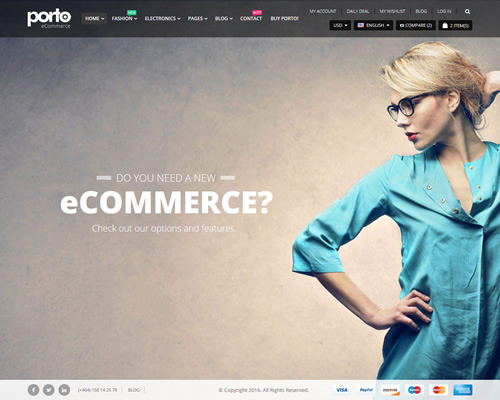 porto
eCommerce
MY ACCOUNT DAILY DEAL MY WISHLIST BLOG LOG IN
NEW HOT!
HOME FASHION ELECTRONICS PAGES BLOG CONTACT BUY PORTO!
USD ENGLISH COMPARE (2) 2 ITEM(S)
DO YOU NEED A NEW
eCOMMERCE?
Check out our options and features.
(+404) 158 14 25 78 BLOG © Copyright 2016. All Rights Reserved. VISA PayPal DISCOVER